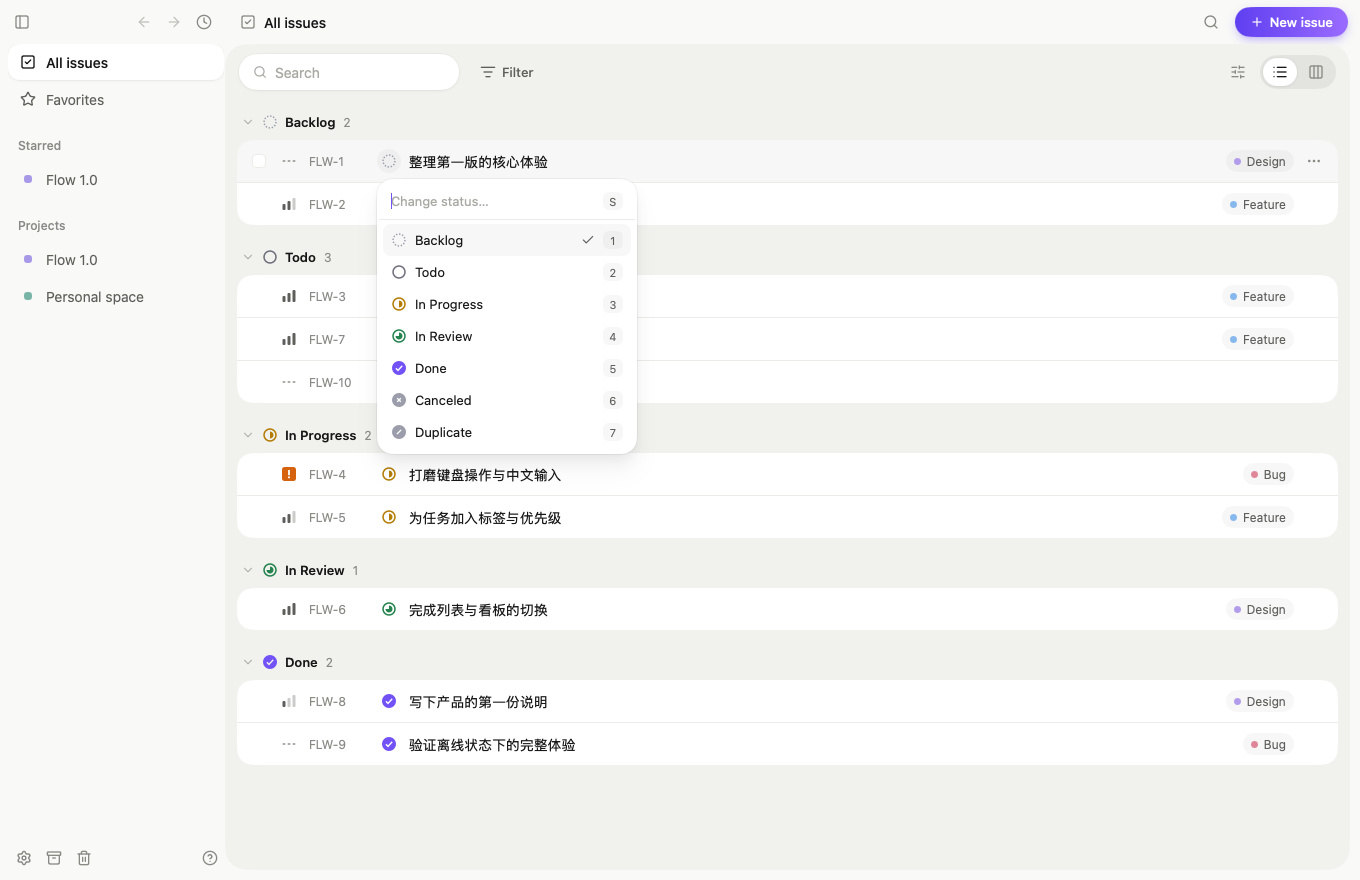 All issues
New issue
All issues
Favorites
Starred
Flow 1.0
Projects
Flow 1.0
Personal space
Search
Filter
Backlog 2
FLW-1 整理第一版的核心体验 Design
FLW-2 Feature
Change status... S
Backlog 1
Todo 2
In Progress 3
In Review 4
Done 5
Canceled 6
Duplicate 7
Todo 3
FLW-3 Feature
FLW-7 Feature
FLW-10
In Progress 2
FLW-4 打磨键盘操作与中文输入 Bug
FLW-5 为任务加入标签与优先级 Feature
In Review 1
FLW-6 完成列表与看板的切换 Design
Done 2
FLW-8 写下产品的第一份说明 Design
FLW-9 验证离线状态下的完整体验 Bug